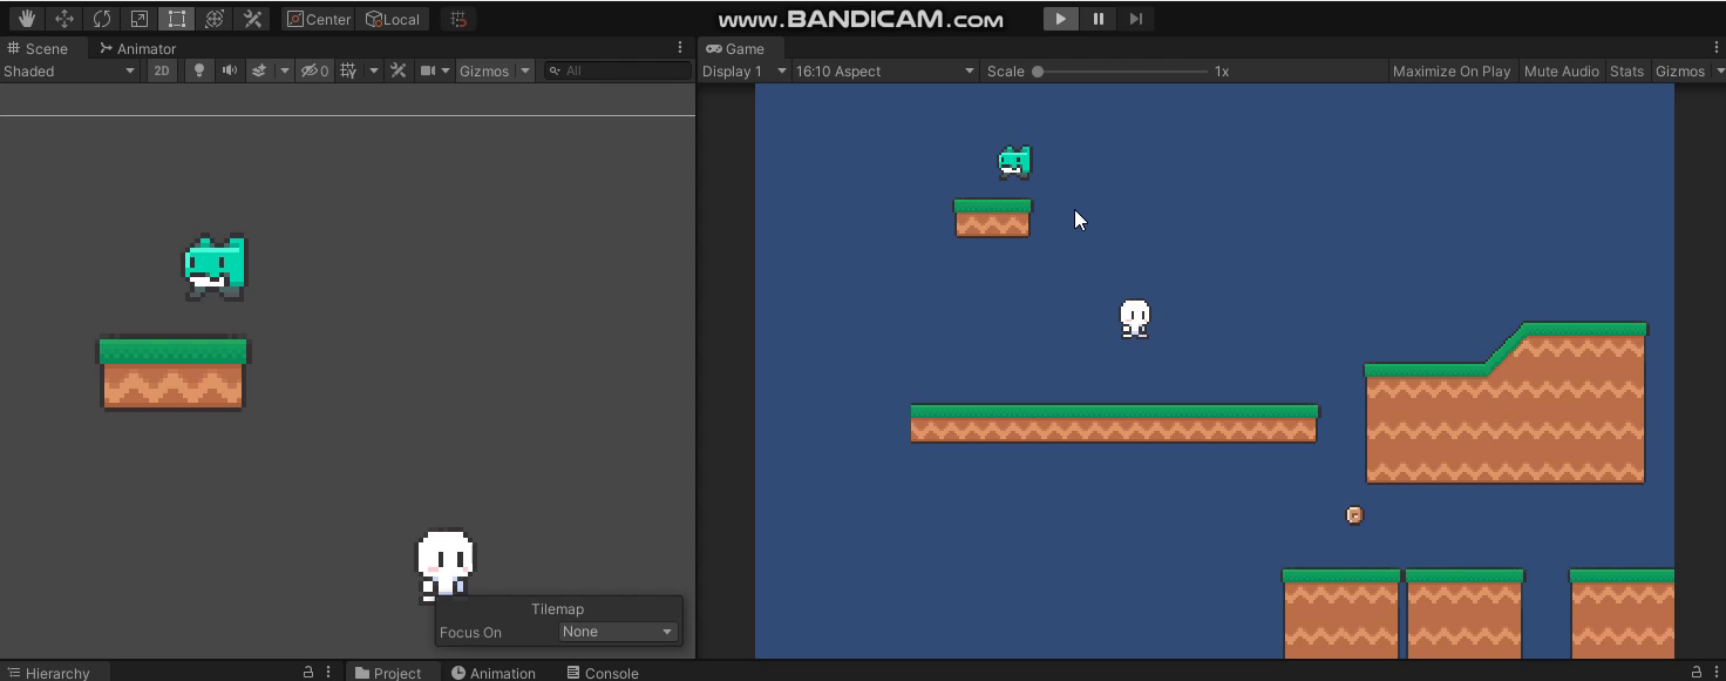 Center Local
www.BANDICAM.com
Scene Animator
Game
Shaded 2D 0 Gizmos All
Display 1 16:10 Aspect Scale 1x Maximize On Play Mute Audio Stats Gizmos
Tilemap
Focus On None
Hierarchy Project Animation Console